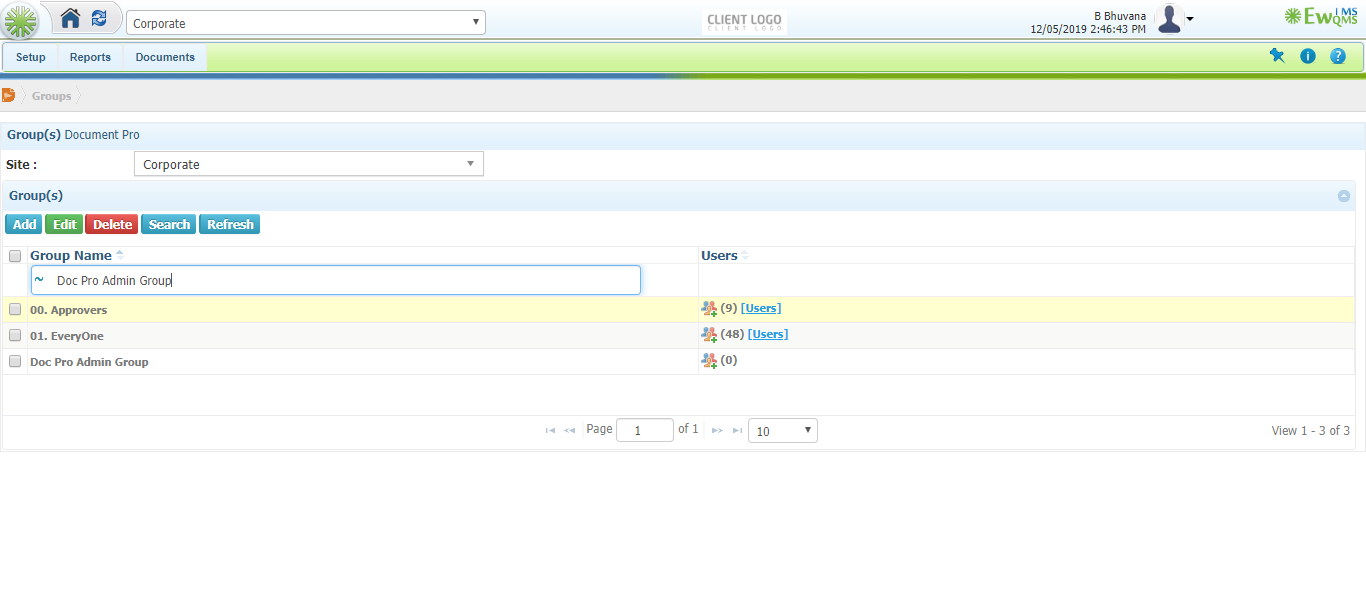 Corporate
CLIENT LOGO
CLIENT LOGO
B Bhuvana
12/05/2019 2:46:43 PM
EwQMS iMS
Setup Reports Documents
Groups
Group(s) Document Pro
Site : Corporate
Group(s)
Add Edit Delete Search Refresh
Group Name Users
~ Doc Pro Admin Group
00. Approvers (9) [Users]
01. EveryOne (48) [Users]
Doc Pro Admin Group (0)
Page 1 of 1 10 View 1 - 3 of 3